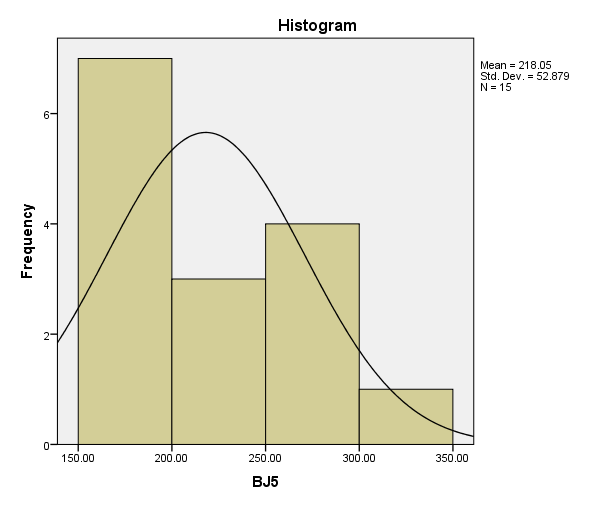 Histogram
Mean = 218.05
Std. Dev. = 52.879
N = 15
Frequency
6
4
2
0
150.00 200.00 250.00 300.00 350.00
BJ5